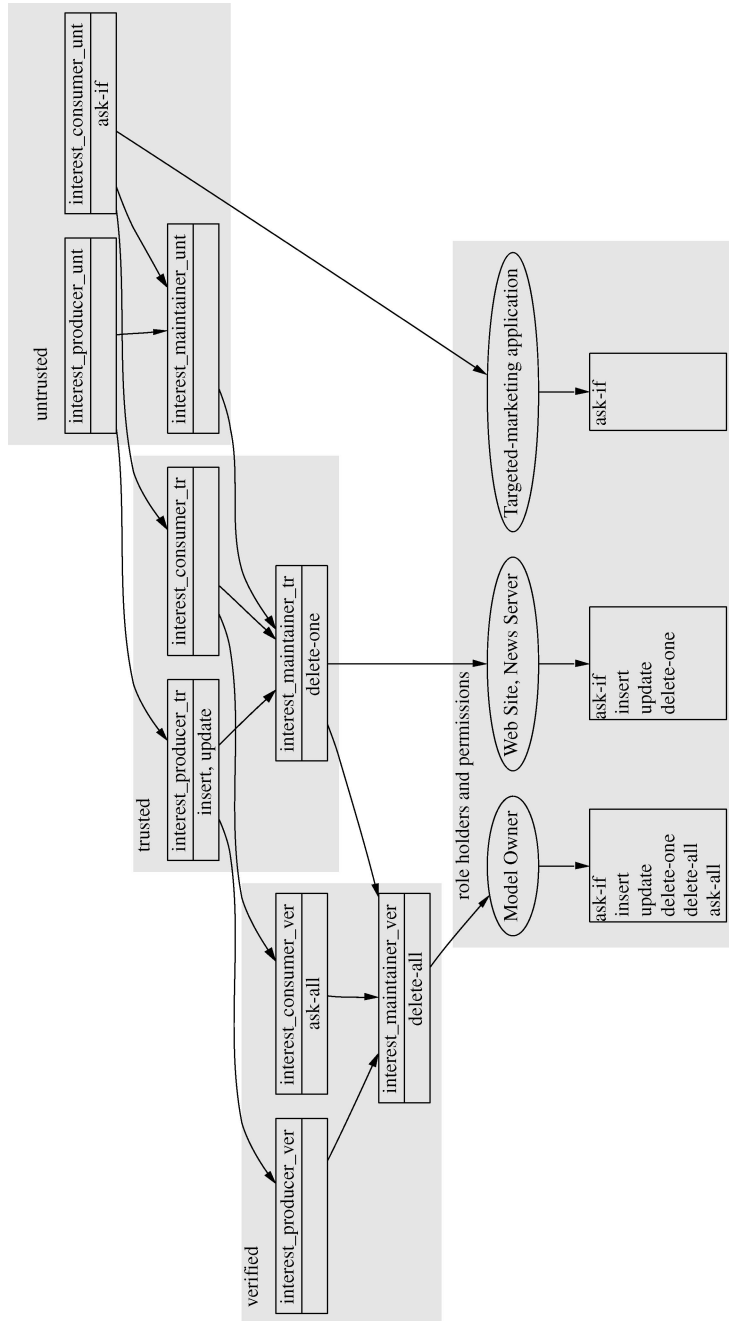 untrusted
interest_producer_unt
interest_consumer_unt
ask-if
interest_maintainer_unt
trusted
interest_producer_tr
insert, update
interest_consumer_tr
interest_maintainer_tr
delete-one
verified
interest_producer_ver
interest_consumer_ver
ask-all
interest_maintainer_ver
delete-all
role holders and permissions
Model Owner
Web Site, News Server
Targeted-marketing application
ask-if
insert
update
delete-one
delete-all
ask-all
ask-if
insert
update
delete-one
ask-if